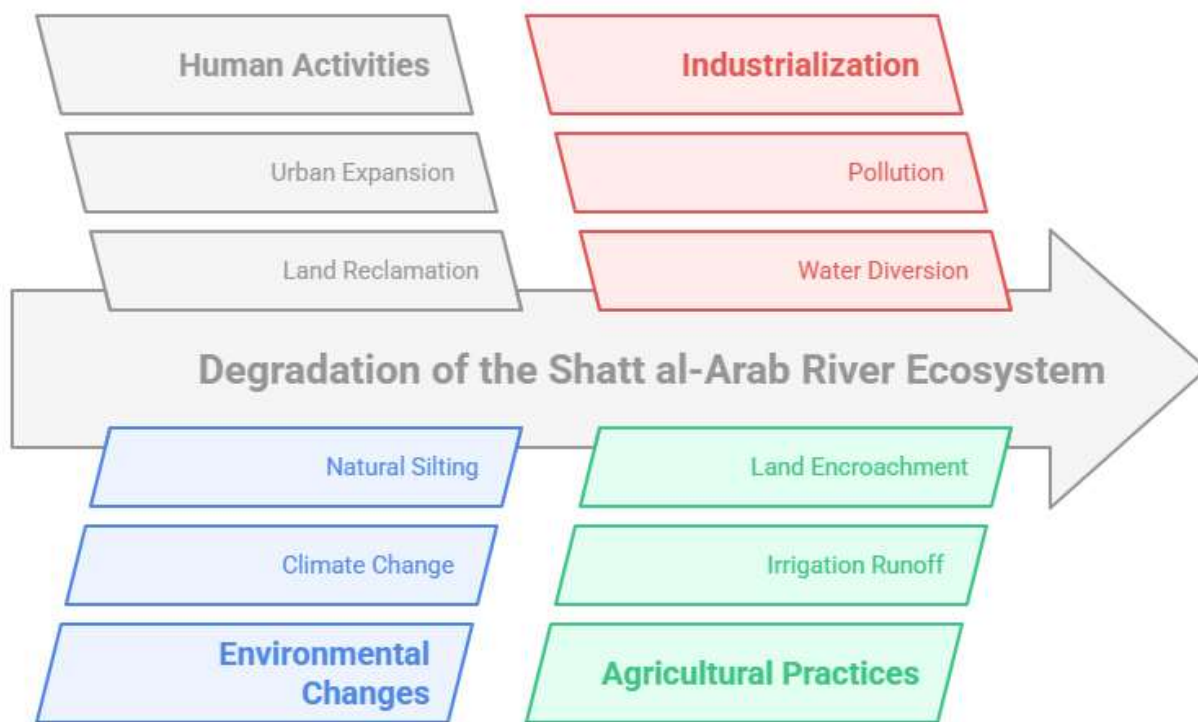 Human Activities
Industrialization
Urban Expansion
Pollution
Land Reclamation
Water Diversion
Degradation of the Shatt al-Arab River Ecosystem
Natural Silting
Land Encroachment
Climate Change
Irrigation Runoff
Environmental
Changes
Agricultural Practices